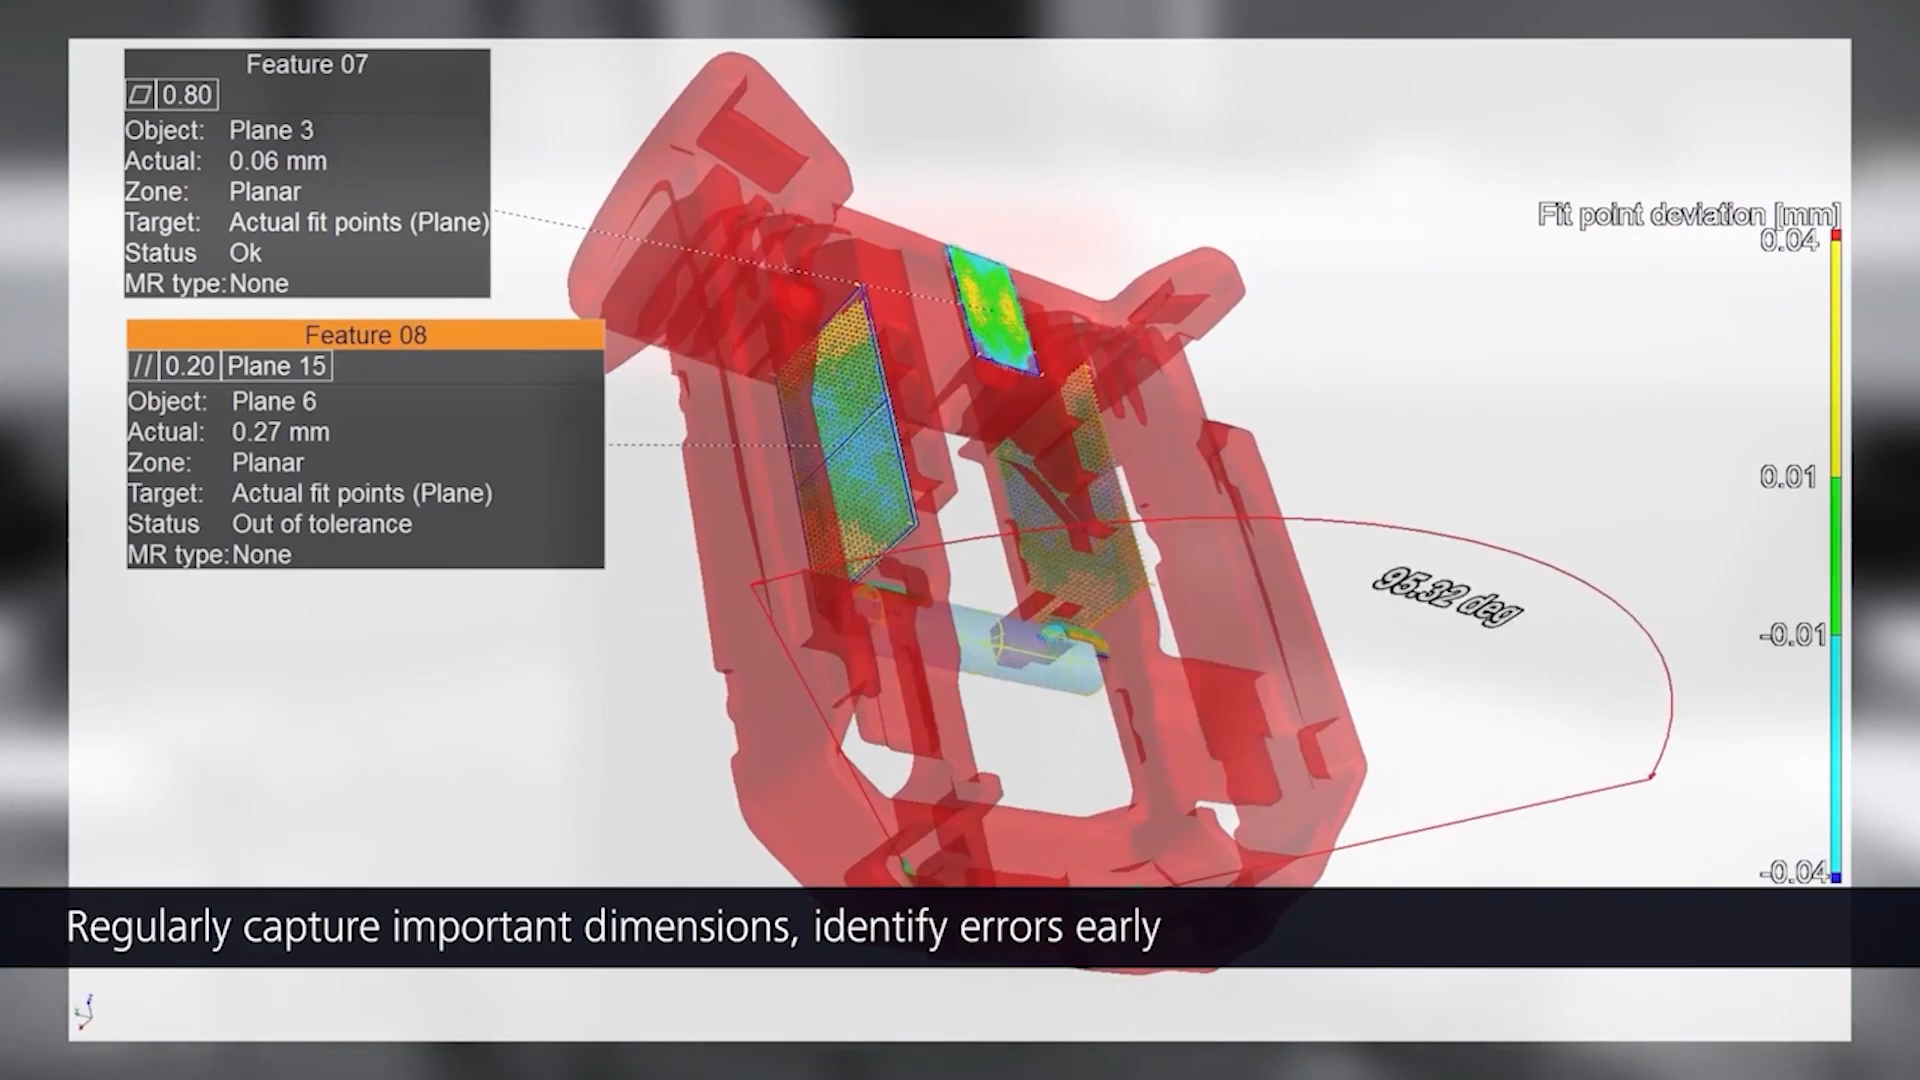 Feature 07
0.80
Object: Plane 3
Actual: 0.06 mm
Zone: Planar
Target: Actual fit points (Plane)
Status Ok
MR type: None
Feature 08
// 0.20 Plane 15
Object: Plane 6
Actual: 0.27 mm
Zone: Planar
Target: Actual fit points (Plane)
Status Out of tolerance
MR type: None
Fit point deviation [mm]
0.04
0.01
-0.01
-0.04
95.32 deg
Regularly capture important dimensions, identify errors early